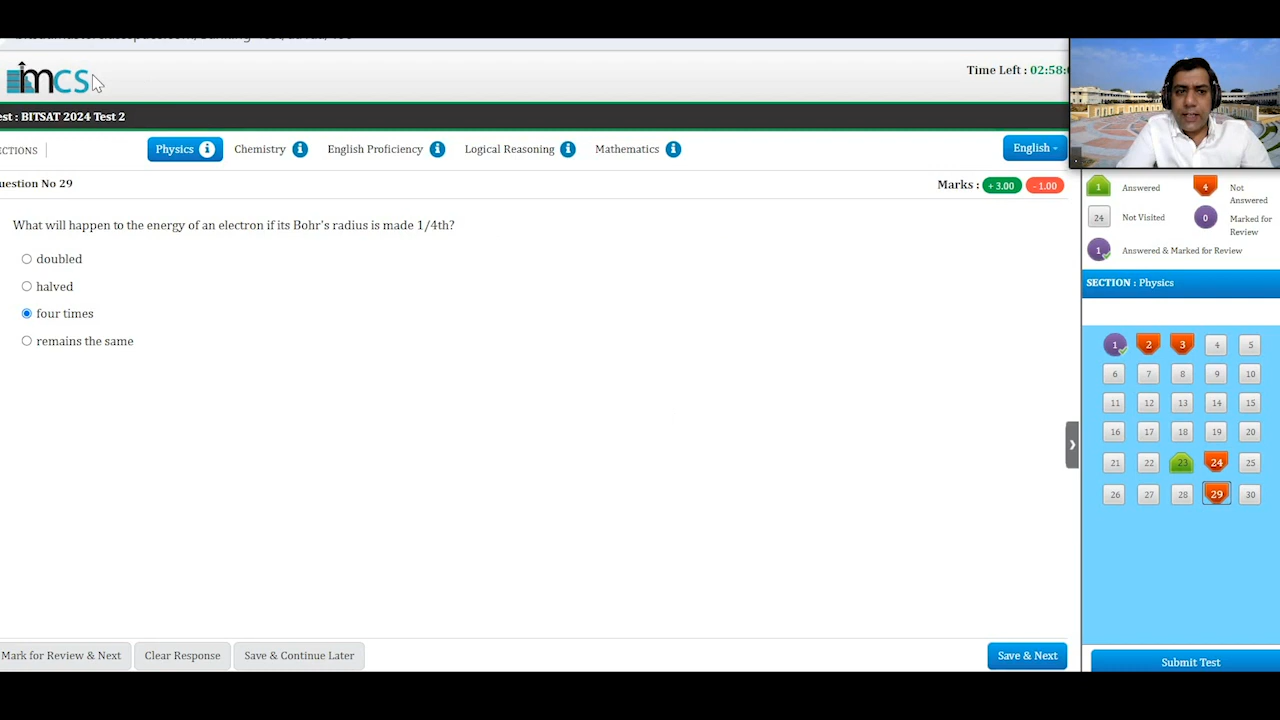 mcs
Time Left : 02:58:
est : BITSAT 2024 Test 2
ECTIONS
Physics i
Chemistry i
English Proficiency i
Logical Reasoning i
Mathematics i
English
uestion No 29
Marks : + 3.00 - 1.00
What will happen to the energy of an electron if its Bohr's radius is made 1/4th?
doubled
halved
four times
remains the same
1 Answered
4 Not Answered
24 Not Visited
0 Marked for Review
1 Answered & Marked for Review
SECTION : Physics
1 2 3 4 5
6 7 8 9 10
11 12 13 14 15
16 17 18 19 20
21 22 23 24 25
26 27 28 29 30
Mark for Review & Next
Clear Response
Save & Continue Later
Save & Next
Submit Test